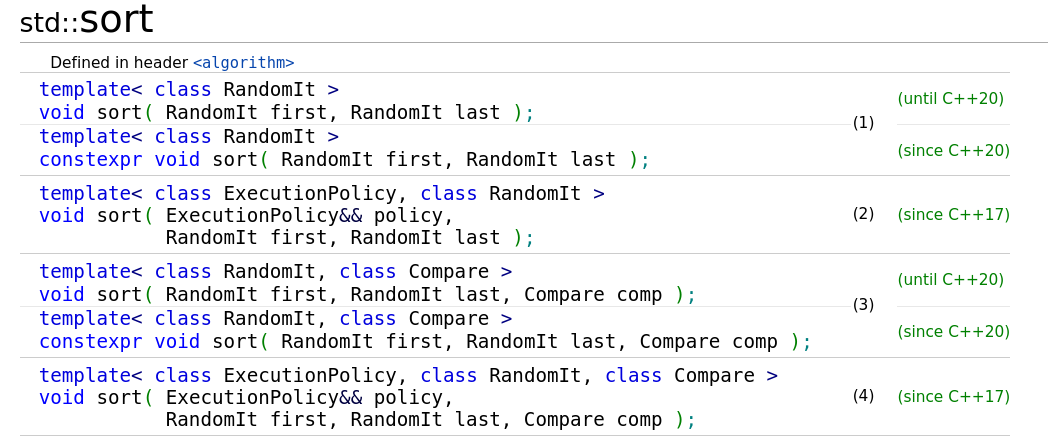 std::sort
Defined in header <algorithm>
template< class RandomIt >
void sort( RandomIt first, RandomIt last );
(until C++20)
(1)
template< class RandomIt >
constexpr void sort( RandomIt first, RandomIt last );
(since C++20)
template< class ExecutionPolicy, class RandomIt >
void sort( ExecutionPolicy&& policy,
RandomIt first, RandomIt last );
(2)
(since C++17)
template< class RandomIt, class Compare >
void sort( RandomIt first, RandomIt last, Compare comp );
(until C++20)
(3)
template< class RandomIt, class Compare >
constexpr void sort( RandomIt first, RandomIt last, Compare comp );
(since C++20)
template< class ExecutionPolicy, class RandomIt, class Compare >
void sort( ExecutionPolicy&& policy,
RandomIt first, RandomIt last, Compare comp );
(4)
(since C++17)